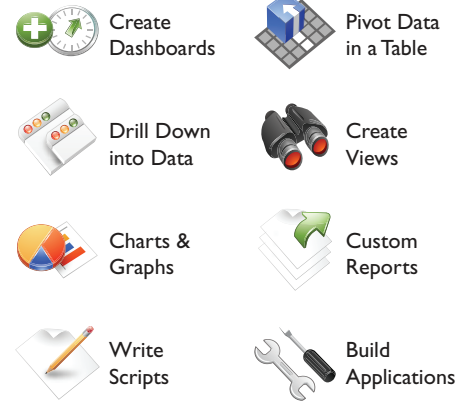 Create
Dashboards
Pivot Data
in a Table
Drill Down
into Data
Create
Views
Charts &
Graphs
Custom
Reports
Write
Scripts
Build
Applications